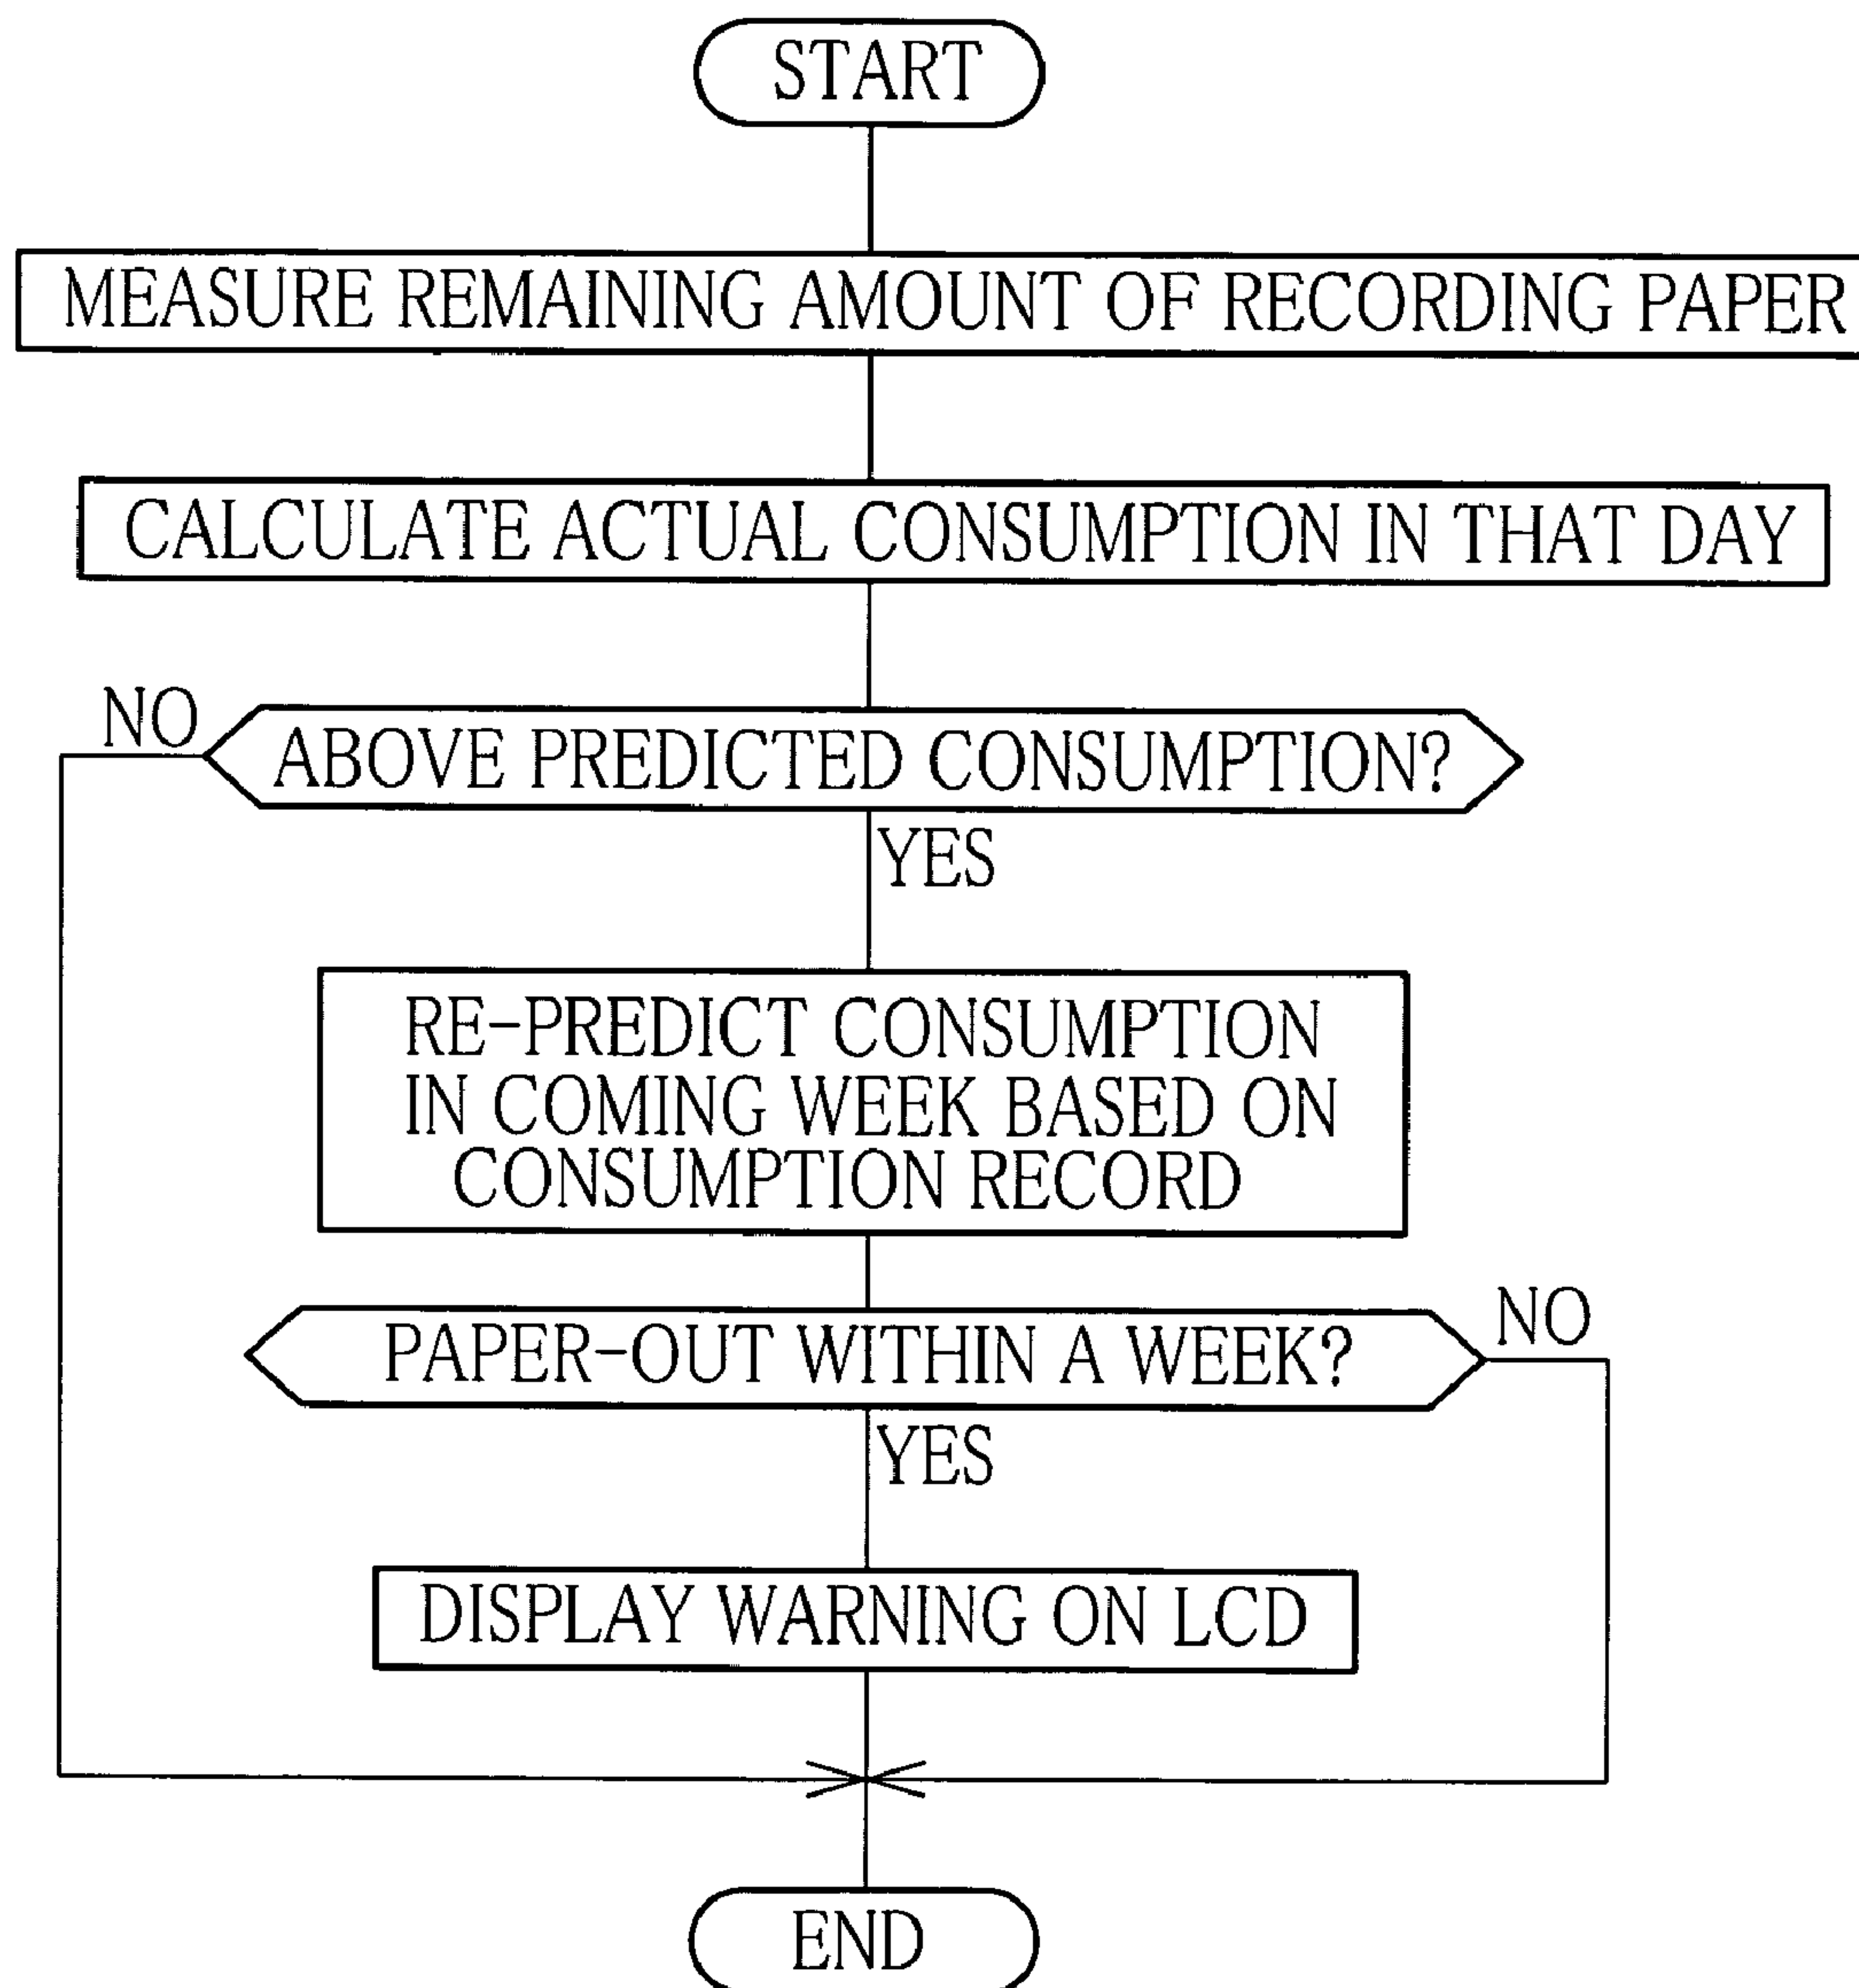 START
MEASURE REMAINING AMOUNT OF RECORDING PAPER
CALCULATE ACTUAL CONSUMPTION IN THAT DAY
NO
ABOVE PREDICTED CONSUMPTION?
YES
RE-PREDICT CONSUMPTION
IN COMING WEEK BASED ON
CONSUMPTION RECORD
NO
PAPER-OUT WITHIN A WEEK?
YES
DISPLAY WARNING ON LCD
END